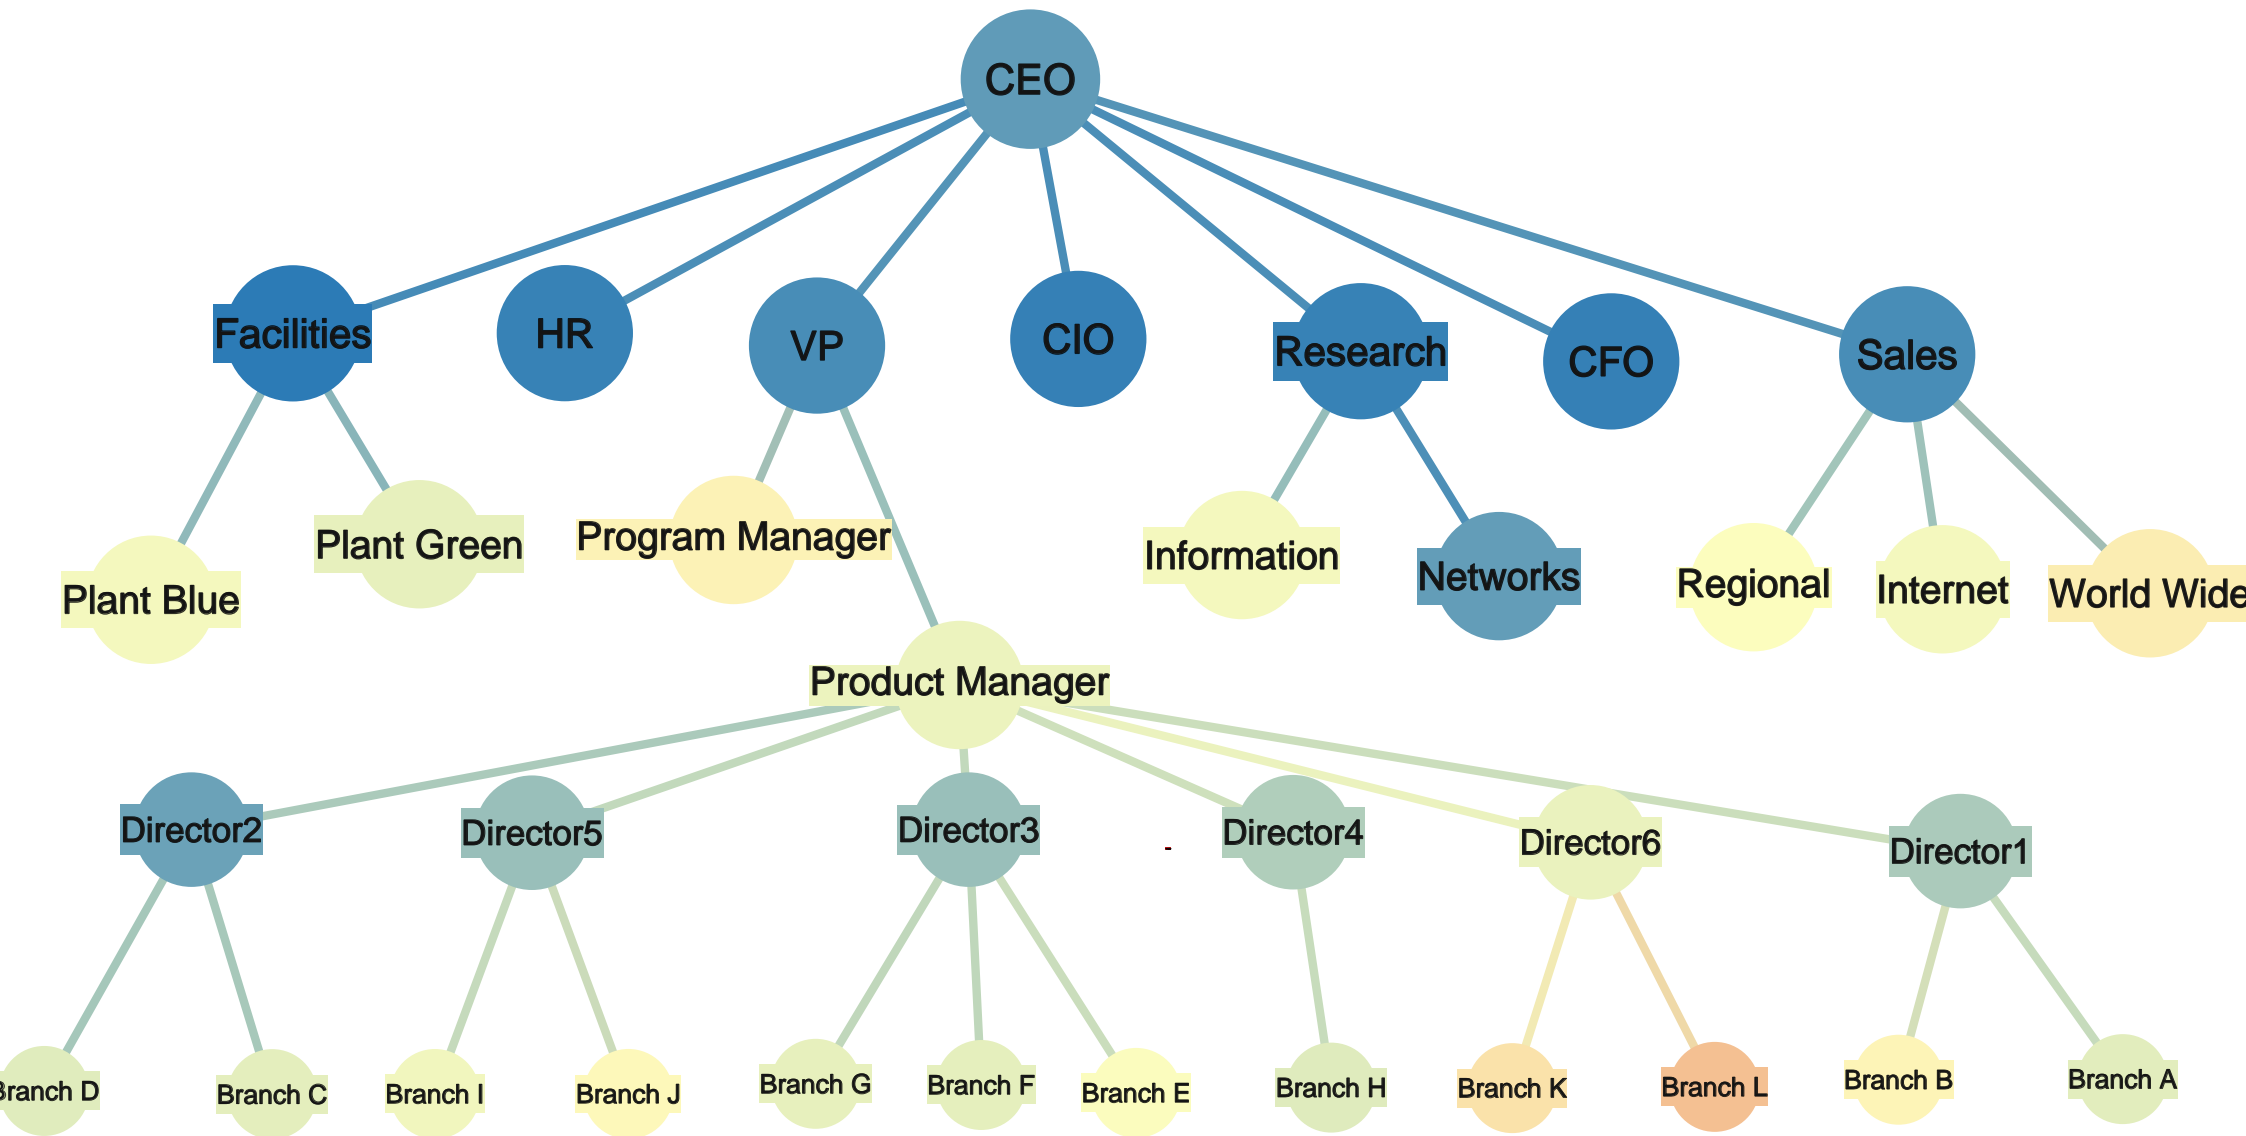 CEO
Facilities
HR
VP
CIO
Research
CFO
Sales
Plant Blue
Plant Green
Program Manager
Information
Networks
Regional
Internet
World Wide
Product Manager
Director2
Director5
Director3
-
Director4
Director6
Director1
Branch D
Branch C
Branch I
Branch J
Branch G
Branch F
Branch E
Branch H
Branch K
Branch L
Branch B
Branch A